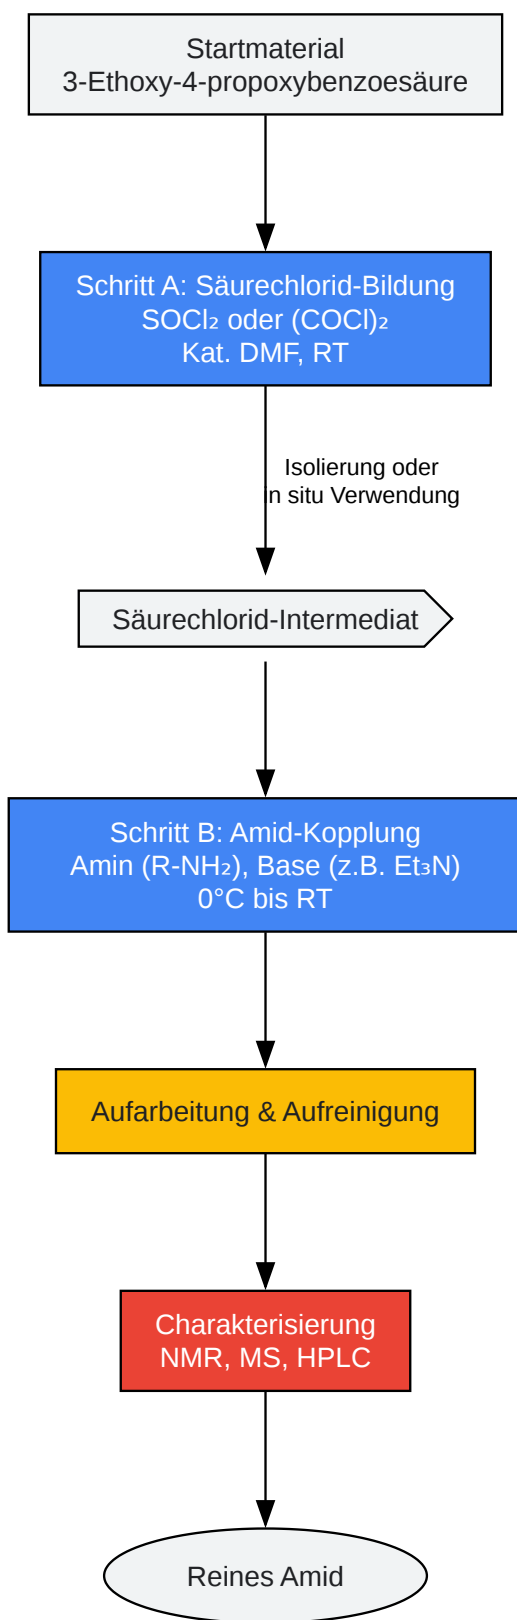 Startmaterial
3-Ethoxy-4-propoxybenzoesäure
Schritt A: Säurechlorid-Bildung
SOCl₂ oder (COCl)₂
Kat. DMF, RT
Isolierung oder
in situ Verwendung
Säurechlorid-Intermediat
Schritt B: Amid-Kopplung
Amin (R-NH₂), Base (z.B. Et₃N)
0°C bis RT
Aufarbeitung & Aufreinigung
Charakterisierung
NMR, MS, HPLC
Reines Amid